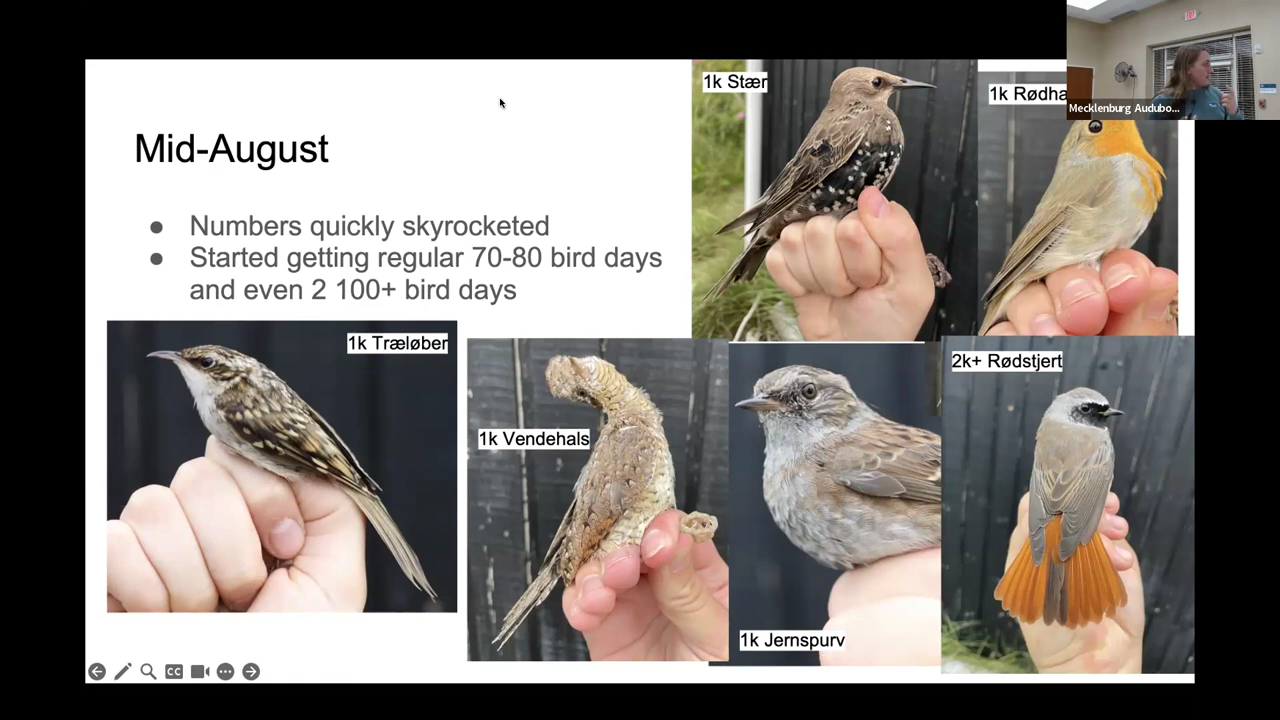 Mid-August
● Numbers quickly skyrocketed
● Started getting regular 70-80 bird days
and even 2 100+ bird days
1k Stær
1k Rødha
Mecklenburg Audubo...
1k Træløber
1k Vendehals
1k Jernspurv
2k+ Rødstjert
CC